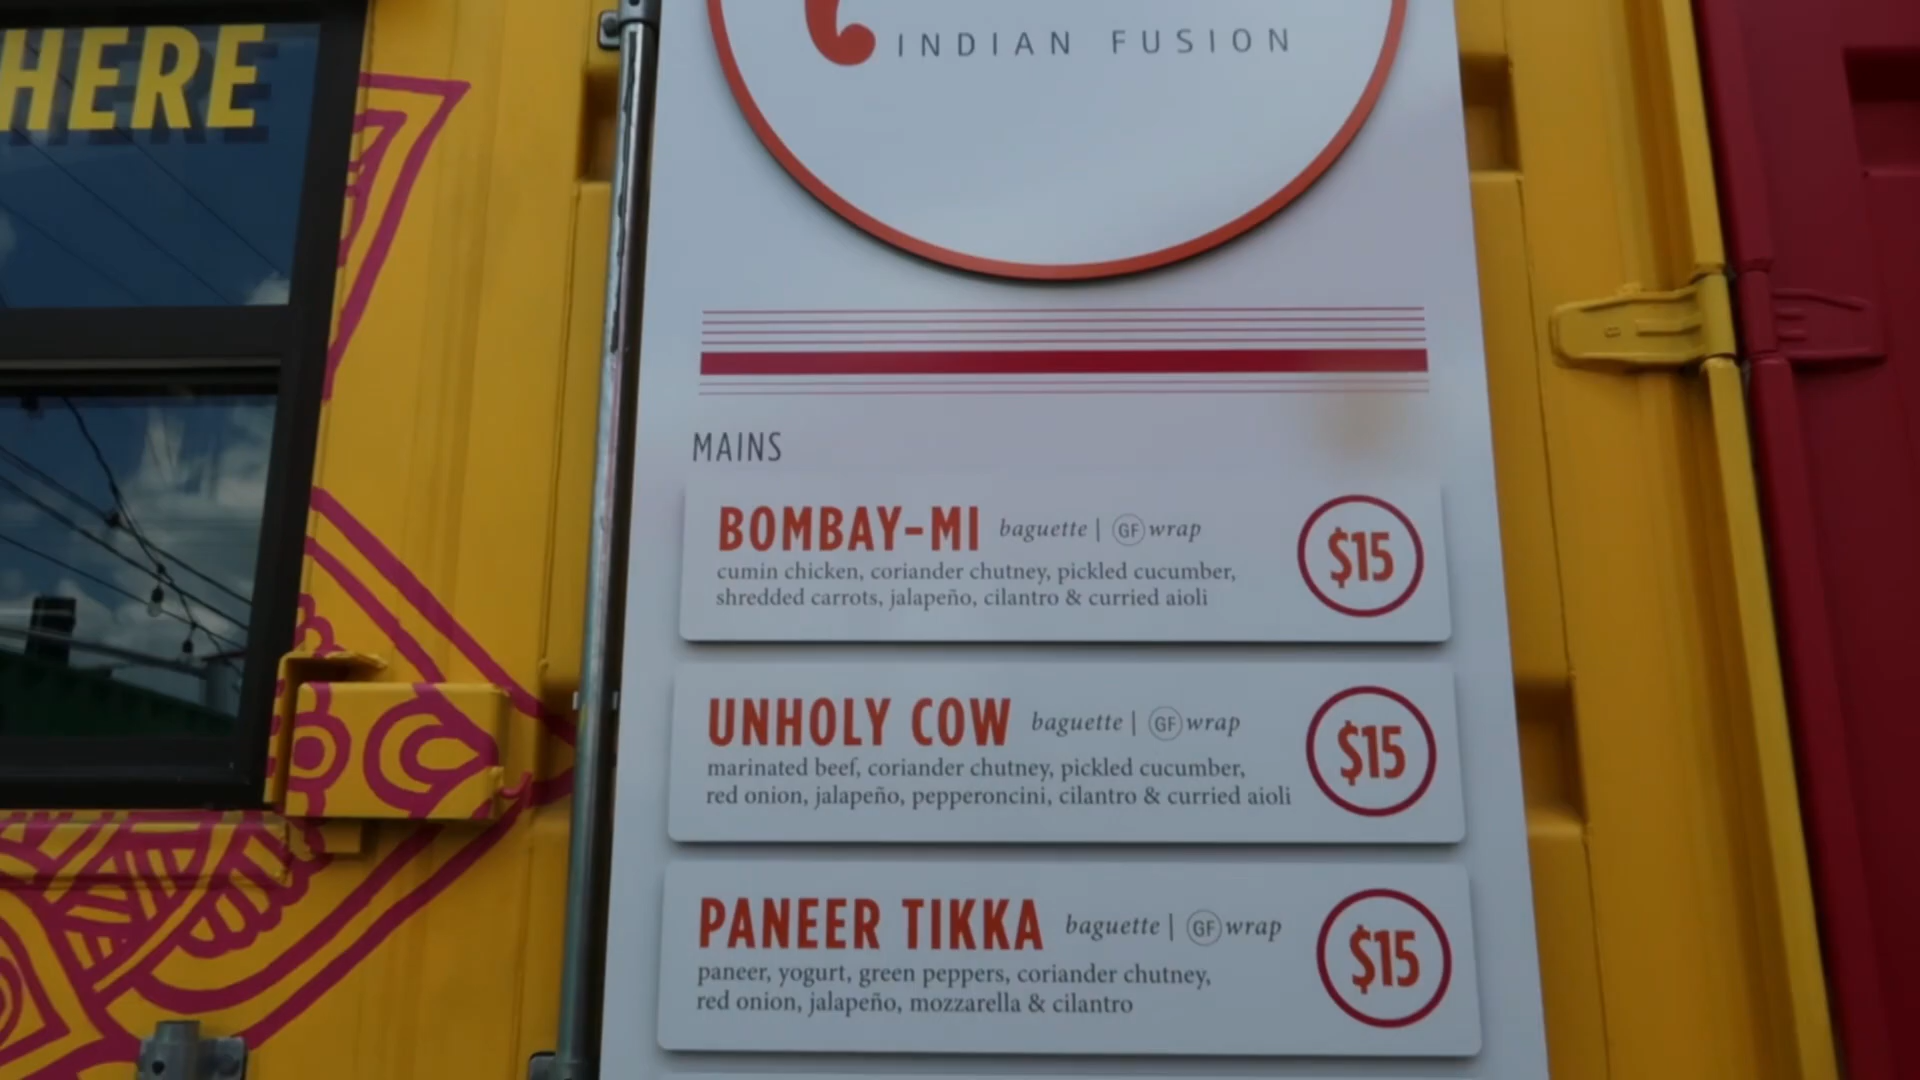 HERE
INDIAN FUSION
MAINS
BOMBAY-MI baguette | GF wrap
cumin chicken, coriander chutney, pickled cucumber,
shredded carrots, jalapeño, cilantro & curried aioli
$15
UNHOLY COW baguette | GF wrap
marinated beef, coriander chutney, pickled cucumber,
red onion, jalapeño, pepperoncini, cilantro & curried aioli
$15
PANEER TIKKA baguette | GF wrap
paneer, yogurt, green peppers, coriander chutney,
red onion, jalapeño, mozzarella & cilantro
$15